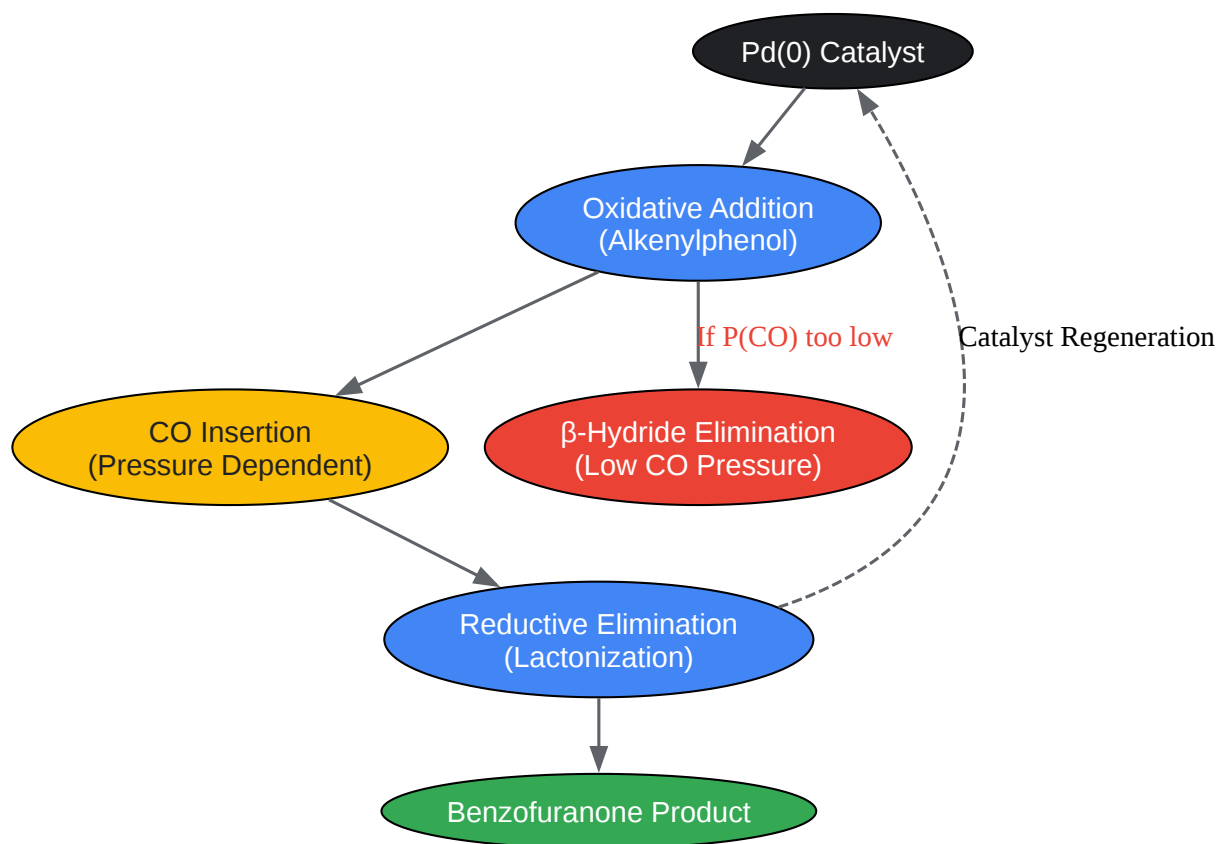 Pd(0) Catalyst
Oxidative Addition
(Alkenylphenol)
If P(CO) too low
Catalyst Regeneration
CO Insertion
(Pressure Dependent)
β-Hydride Elimination
(Low CO Pressure)
Reductive Elimination
(Lactonization)
Benzofuranone Product